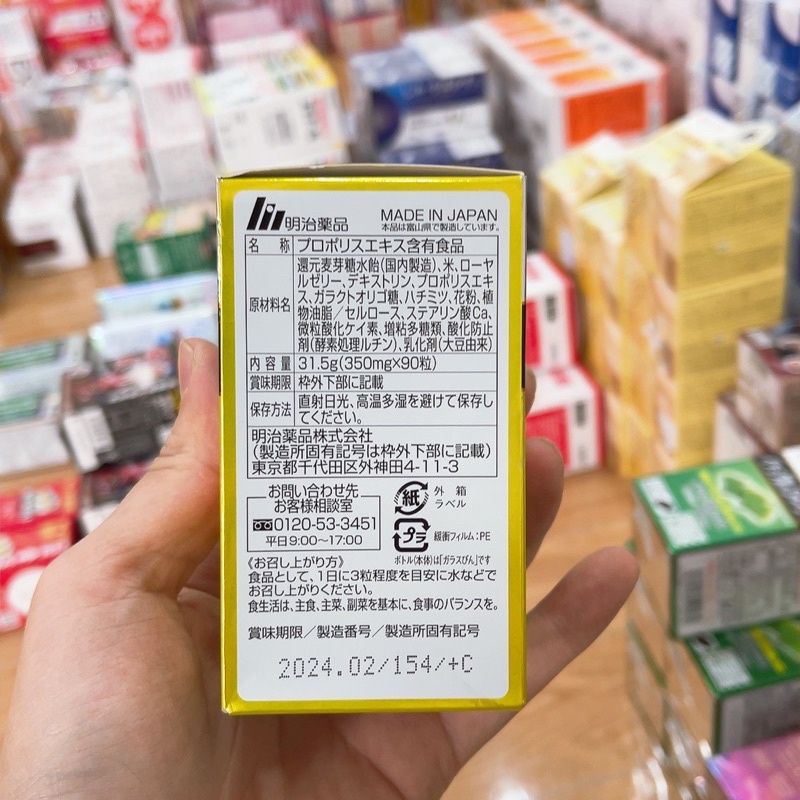 明治薬品
MADE IN JAPAN
本品は富山県で製造しています。
名 称 プロポリスエキス含有食品
原材料名 還元麦芽糖水飴(国内製造)、米、ローヤ
ルゼリー、デキストリン、プロポリスエキ
ス、ガラクトオリゴ糖、ハチミツ、花粉、植
物油脂/セルロース、ステアリン酸Ca、
微粒酸化ケイ素、増粘多糖類、酸化防止
剤(酵素処理ルチン)、乳化剤(大豆由来)
内 容 量 31.5g(350mg×90粒)
賞味期限 枠外下部に記載
保存方法 直射日光、高温多湿を避けて保存し
てください。
明治薬品株式会社
(製造所固有記号は枠外下部に記載)
東京都千代田区外神田4-11-3
お問い合わせ先
お客様相談室
0120-53-3451
平日9:00~17:00
紙 外 箱
ラベル
プラ 緩衝フィルム:PE
ボトル(本体)は「ガラスびん」です
《お召し上がり方》
食品として、1日に3粒程度を目安に水などで
お召し上がりください。
食生活は、主食、主菜、副菜を基本に、食事のバランスを。
賞味期限/製造番号/製造所固有記号
2024.02/154/+C